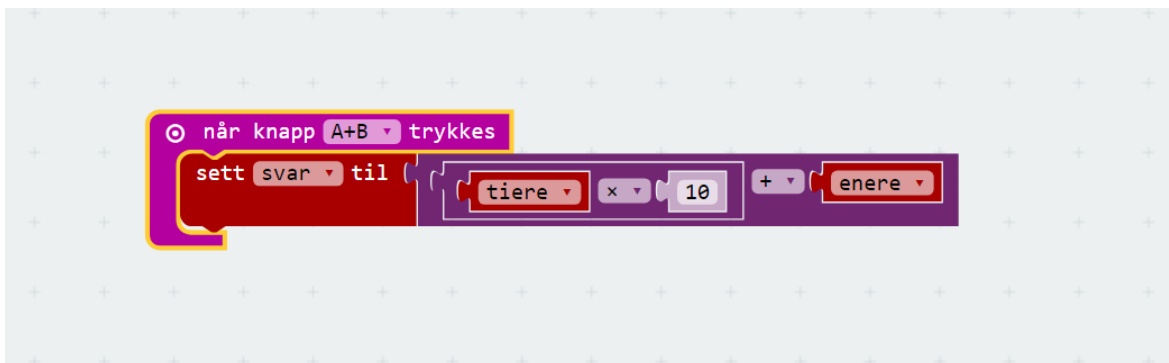 når knapp A+B trykkes
sett svar til tiere × 10 + enere